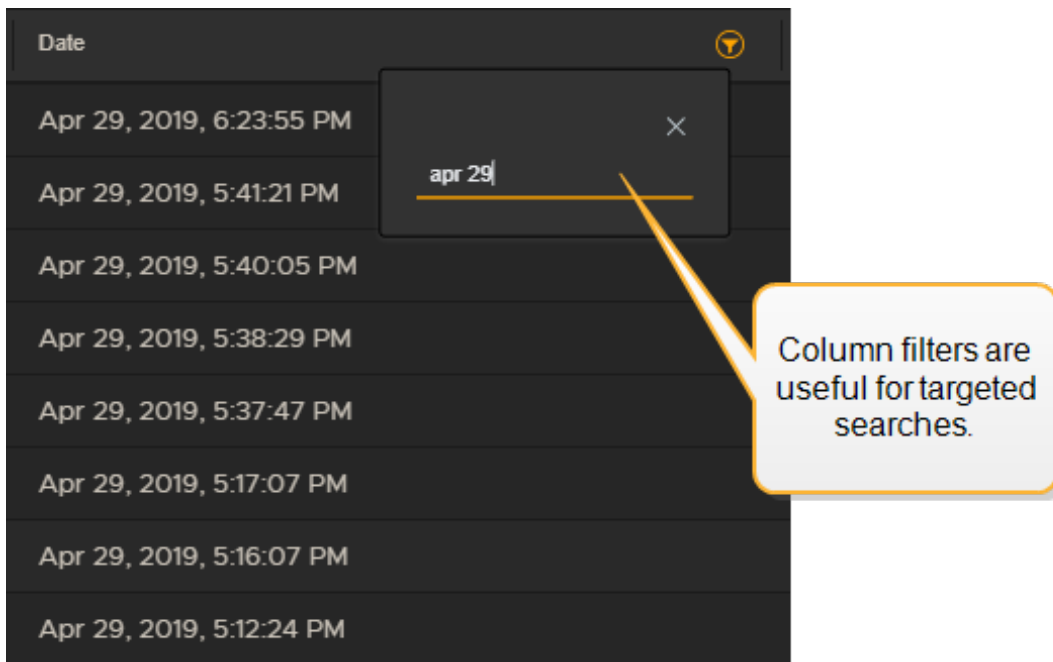 Date
Apr 29, 2019, 6:23:55 PM
apr 29
Apr 29, 2019, 5:41:21 PM
Apr 29, 2019, 5:40:05 PM
Apr 29, 2019, 5:38:29 PM
Apr 29, 2019, 5:37:47 PM
Apr 29, 2019, 5:17:07 PM
Apr 29, 2019, 5:16:07 PM
Apr 29, 2019, 5:12:24 PM
Column filters are
useful for targeted
searches.